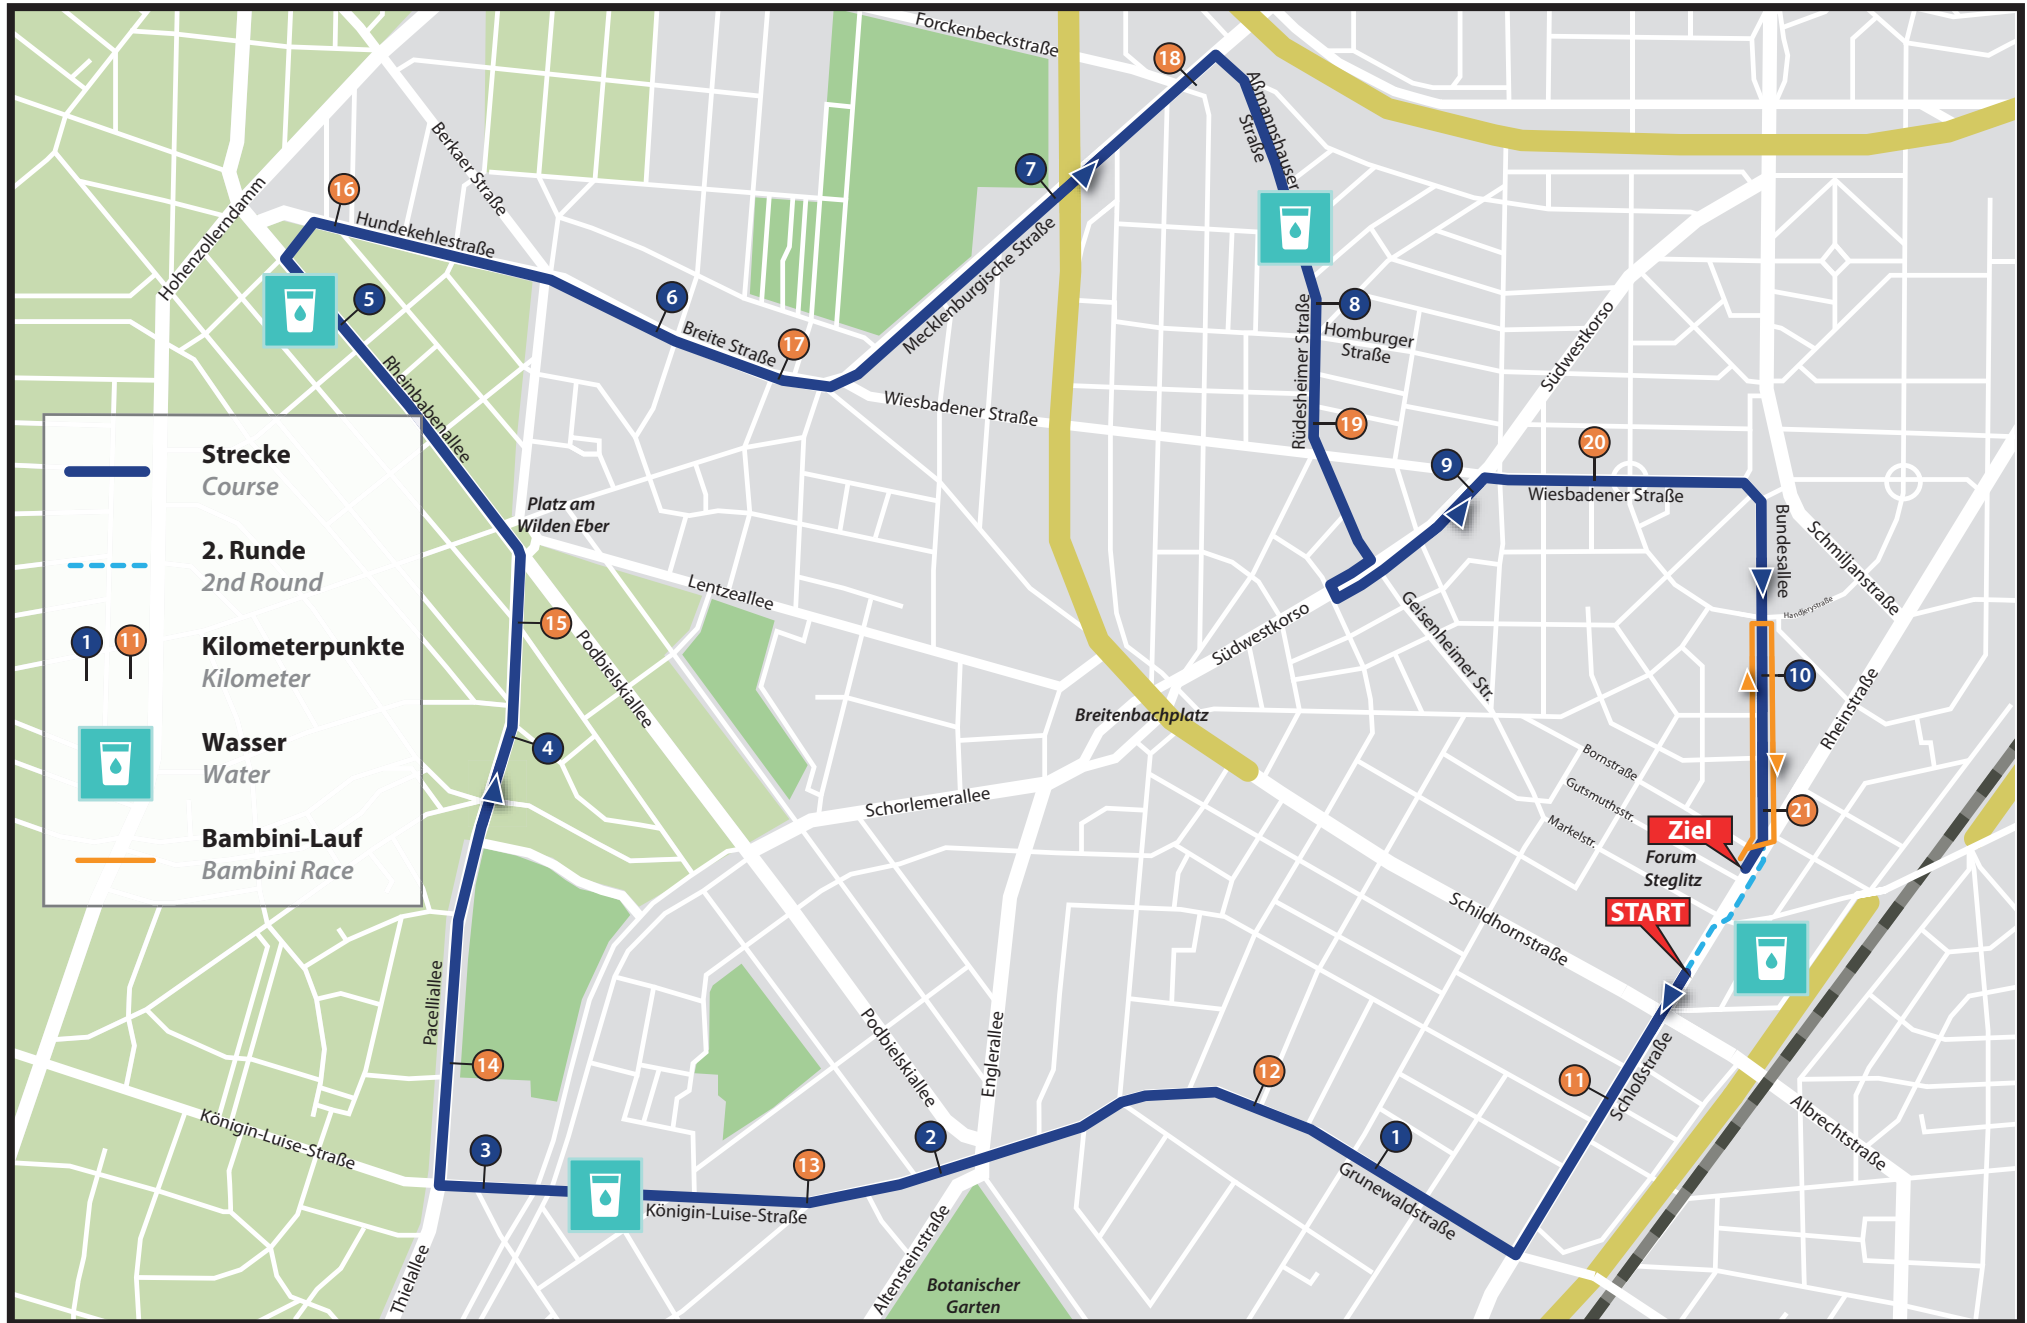 Forckenbeckstraße
18
Aßmannshauser
Straße
7
Berkaer Straße
16
Hundekehlestraße
Hohenzollerndamm
5
6
Breite Straße
17
Mecklenburgische Straße
8
Homburger
Straße
Rüdesheimer Straße
Südwestkorso
Rheinbabenallee
Wiesbadener Straße
19
9
20
Wiesbadener Straße
Strecke
Course
2. Runde
2nd Round
1
11
Kilometerpunkte
Kilometer
Wasser
Water
Bambini-Lauf
Bambini Race
Platz am
Wilden Eber
Bundesallee
Schmiljanstraße
Handjerystraße
Lentzeallee
15
Podbielskiallee
Südwestkorso
Geisenheimer Str.
10
Rheinstraße
Breitenbachplatz
4
Bornstraße
Gutsmuthsstr.
Markelstr.
Schorlemerallee
21
Ziel
Forum
Steglitz
START
Schildhornstraße
Pacelliallee
14
Podbielskiallee
Englerallee
12
11
Schloßstraße
Albrechtstraße
Königin-Luise-Straße
3
13
2
1
Grunewaldstraße
Königin-Luise-Straße
Thielallee
Altensteinstraße
Botanischer
Garten